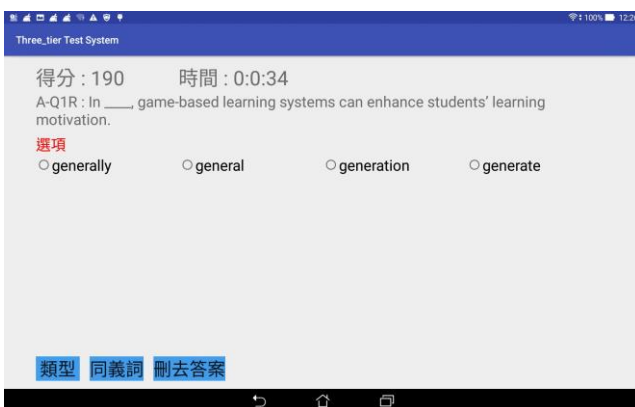 100% 12:20
Three_tier Test System
得分 : 190 時間 : 0:0:34
A-Q1R : In ____, game-based learning systems can enhance students' learning
motivation.
選項
generally general generation generate
類型 同義詞 刪去答案